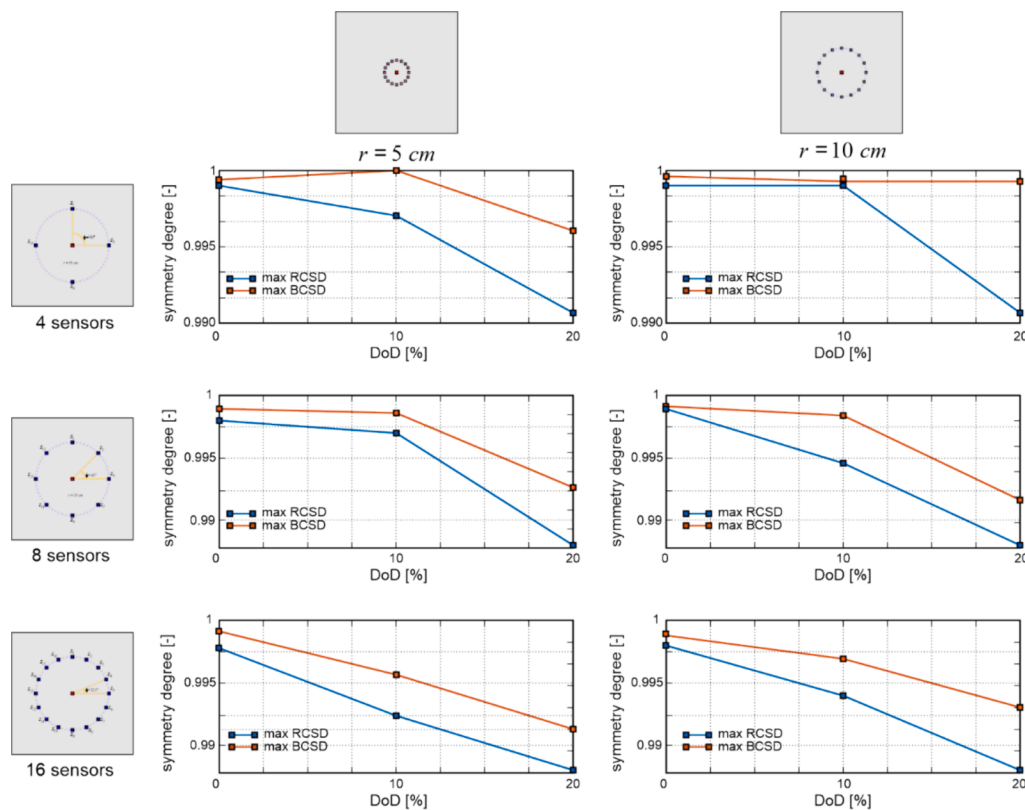 r = 5 cm
r = 10 cm
4 sensors
symmetry degree [-]
1
0.995
0.990
max RCSD
max BCSD
0
10
20
DoD [%]
symmetry degree [-]
1
0.995
0.990
max RCSD
max BCSD
0
10
20
DoD [%]
8 sensors
symmetry degree [-]
1
0.995
0.99
max RCSD
max BCSD
0
10
20
DoD [%]
symmetry degree [-]
1
0.995
0.99
max RCSD
max BCSD
0
10
20
DoD [%]
16 sensors
symmetry degree [-]
1
0.995
0.99
max RCSD
max BCSD
0
10
20
DoD [%]
symmetry degree [-]
1
0.995
0.99
max RCSD
max BCSD
0
10
20
DoD [%]